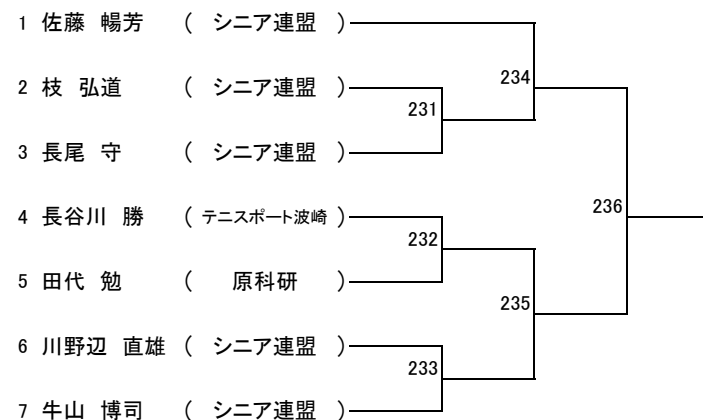 1 佐藤 暢芳 ( シニア連盟 )
234
2 枝 弘道 ( シニア連盟 )
231
3 長尾 守 ( シニア連盟 )
236
4 長谷川 勝 ( テニスポート波崎 )
232
5 田代 勉 ( 原科研 )
235
6 川野辺 直雄 ( シニア連盟 )
233
7 牛山 博司 ( シニア連盟 )